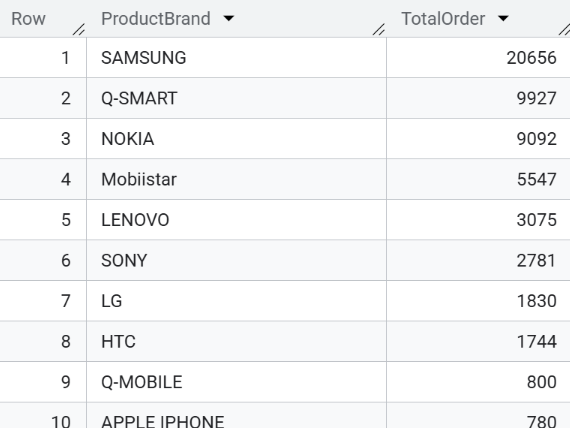 Row ProductBrand TotalOrder
1 SAMSUNG 20656
2 Q-SMART 9927
3 NOKIA 9092
4 Mobiistar 5547
5 LENOVO 3075
6 SONY 2781
7 LG 1830
8 HTC 1744
9 Q-MOBILE 800
10 APPLE IPHONE 780